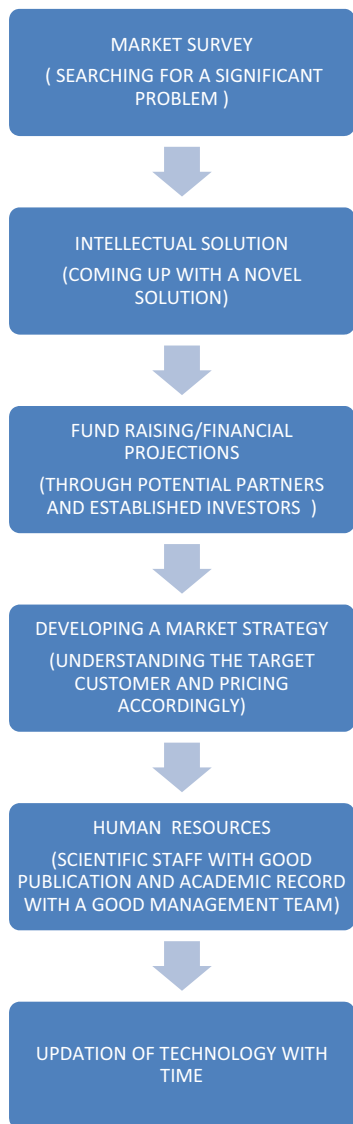 MARKET SURVEY
( SEARCHING FOR A SIGNIFICANT
PROBLEM )
INTELLECTUAL SOLUTION
(COMING UP WITH A NOVEL
SOLUTION)
FUND RAISING/FINANCIAL
PROJECTIONS
(THROUGH POTENTIAL PARTNERS
AND ESTABLISHED INVESTORS )
DEVELOPING A MARKET STRATEGY
(UNDERSTANDING THE TARGET
CUSTOMER AND PRICING
ACCORDINGLY)
HUMAN RESOURCES
(SCIENTIFIC STAFF WITH GOOD
PUBLICATION AND ACADEMIC RECORD
WITH A GOOD MANAGEMENT TEAM)
UPDATION OF TECHNOLOGY WITH
TIME